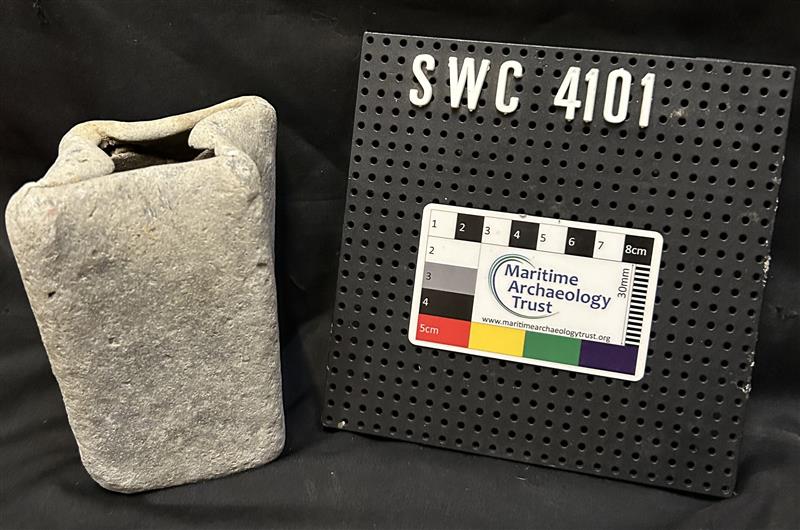 SWC 4101
1 2 3 4 5 6 7 8cm
2
3
4
5cm
Maritime
Archaeology
Trust
www.maritimearchaeologytrust.org
30mm